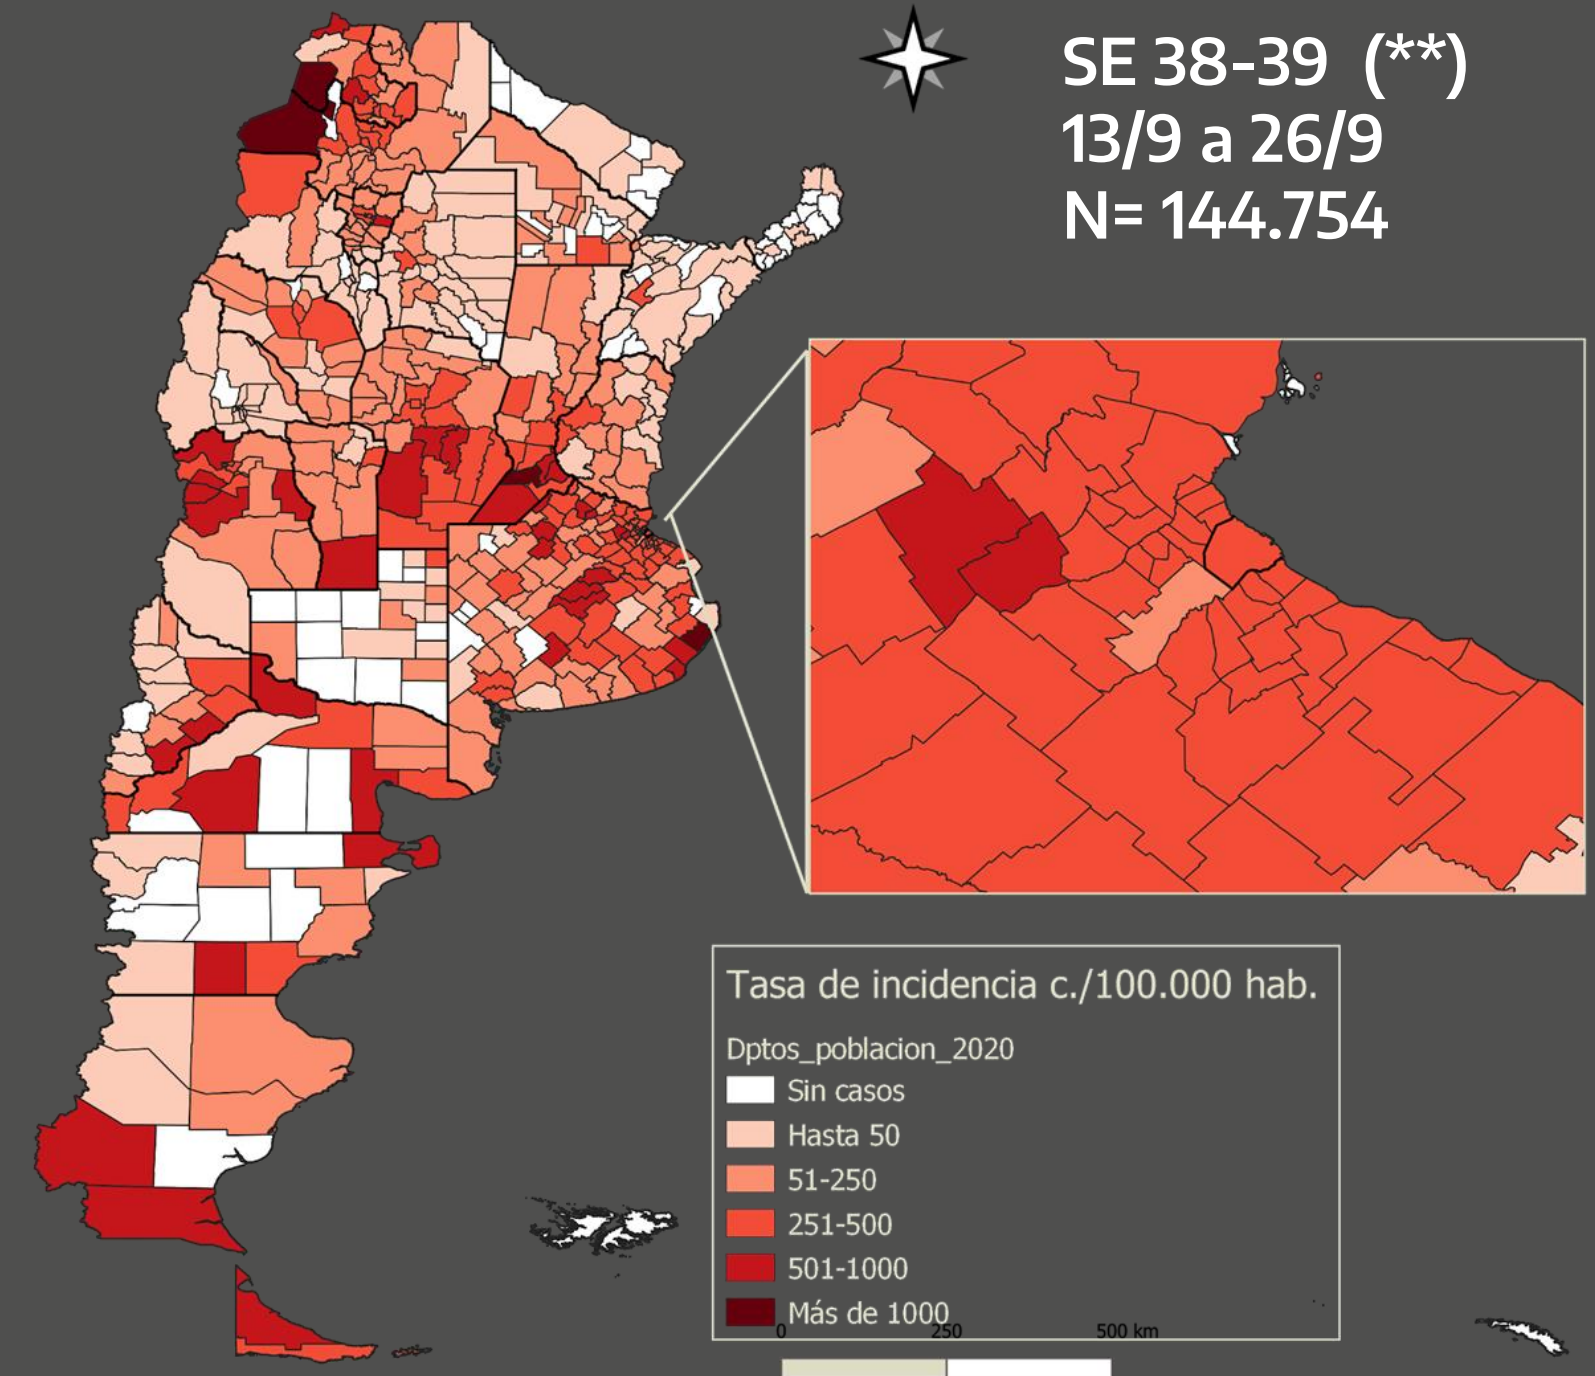 SE 38-39 (**)
13/9 a 26/9
N= 144.754
Tasa de incidencia c./100.000 hab.
Dptos_poblacion_2020
Sin casos
Hasta 50
51-250
251-500
501-1000
Más de 1000
0 250 500 km